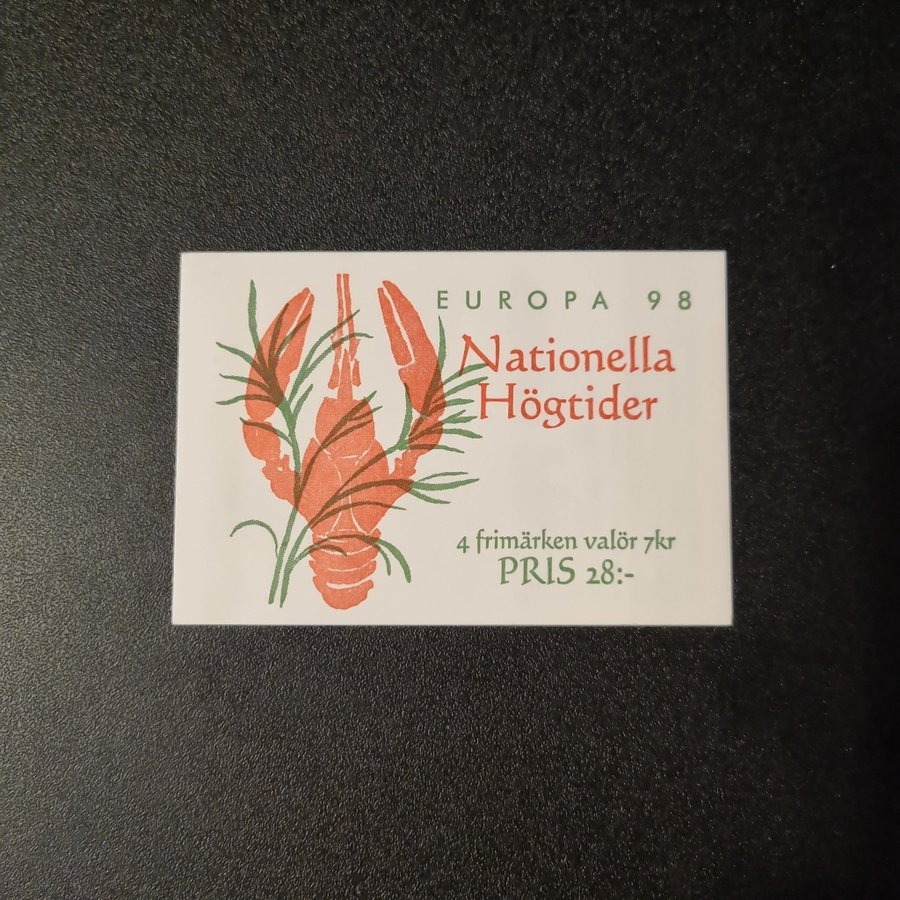 EUROPA 98
Nationella
Högtider
4 frimärken valör 7kr
PRIS 28:-